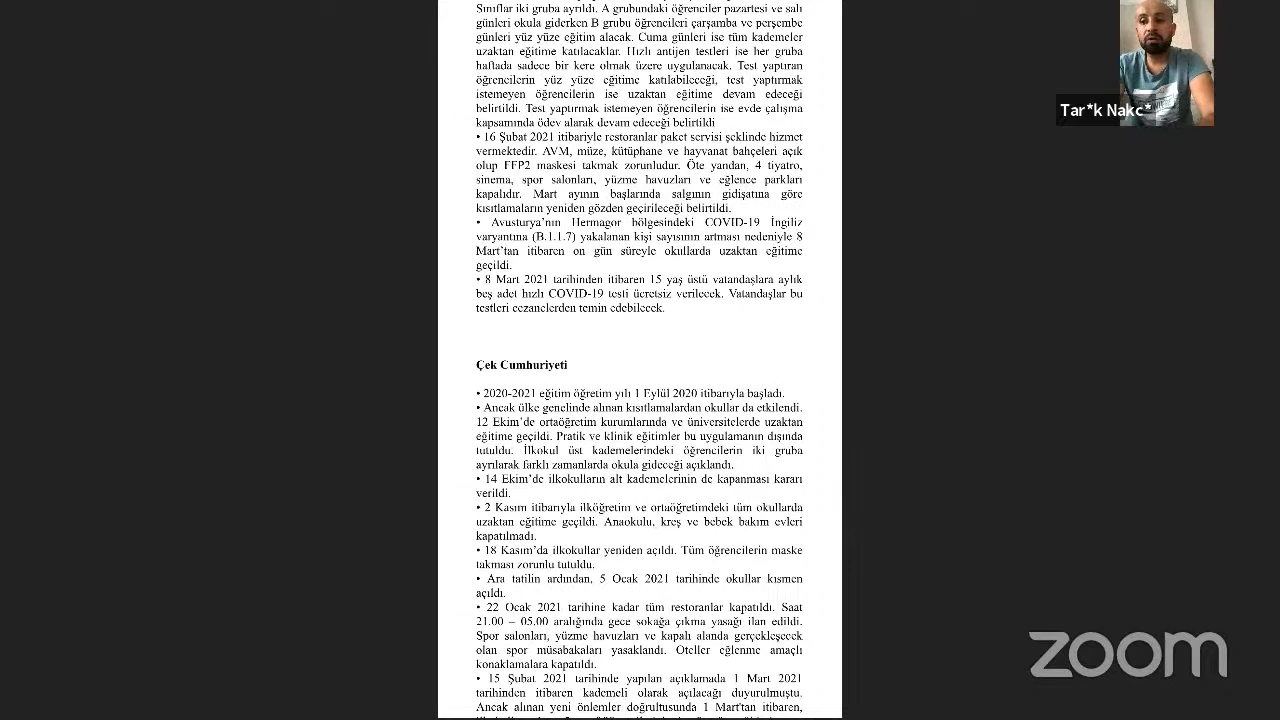 Sınıflar iki gruba ayrıldı. A grubundaki öğrenciler pazartesi ve salı
günleri okula giderken B grubu öğrencileri çarşamba ve perşembe
günleri yüz yüze eğitim alacak. Cuma günleri ise tüm kademeler
uzaktan eğitime katılacaklar. Hızlı antijen testleri ise her gruba
haftada sadece bir kere olmak üzere uygulanacak. Test yaptıran
öğrencilerin yüz yüze eğitime katılabileceği, test yaptırmak
istemeyen öğrencilerin ise uzaktan eğitime devam edeceği
belirtildi. Test yaptırmak istemeyen öğrencilerin ise evde çalışma
kapsamında ödev alarak devam edeceği belirtildi
• 16 Şubat 2021 itibariyle restoranlar paket servisi şeklinde hizmet
vermektedir. AVM, müze, kütüphane ve hayvanat bahçeleri açık
olup FFP2 maskesi takmak zorunludur. Öte yandan, 4 tiyatro,
sinema, spor salonları, yüzme havuzları ve eğlence parkları
kapalıdır. Mart ayının başlarında salgının gidişatına göre
kısıtlamaların yeniden gözden geçirileceği belirtildi.
• Avusturya'nın Hermagor bölgesindeki COVID-19 İngiliz
varyantına (B.1.1.7) yakalanan kişi sayısının artması nedeniyle 8
Mart'tan itibaren on gün süreyle okullarda uzaktan eğitime
geçildi.
• 8 Mart 2021 tarihinden itibaren 15 yaş üstü vatandaşlara aylık
beş adet hızlı COVID-19 testi ücretsiz verilecek. Vatandaşlar bu
testleri eczanelerden temin edebilecek.
Çek Cumhuriyeti
• 2020-2021 eğitim öğretim yılı 1 Eylül 2020 itibarıyla başladı.
• Ancak ülke genelinde alınan kısıtlamalardan okullar da etkilendi.
12 Ekim'de ortaöğretim kurumlarında ve üniversitelerde uzaktan
eğitime geçildi. Pratik ve klinik eğitimler bu uygulamanın dışında
tutuldu. İlkokul üst kademelerindeki öğrencilerin iki gruba
ayrılarak farklı zamanlarda okula gideceği açıklandı.
• 14 Ekim'de ilkokulların alt kademelerinin de kapanması kararı
verildi.
• 2 Kasım itibarıyla ilköğretim ve ortaöğretimdeki tüm okullarda
uzaktan eğitime geçildi. Anaokulu, kreş ve bebek bakım evleri
kapatılmadı.
• 18 Kasım'da ilkokullar yeniden açıldı. Tüm öğrencilerin maske
takması zorunlu tutuldu.
• Ara tatilin ardından, 5 Ocak 2021 tarihinde okullar kısmen
açıldı.
• 22 Ocak 2021 tarihine kadar tüm restoranlar kapatıldı. Saat
21.00 – 05.00 aralığında gece sokağa çıkma yasağı ilan edildi.
Spor salonları, yüzme havuzları ve kapalı alanda gerçekleşecek
olan spor müsabakaları yasaklandı. Oteller eğlenme amaçlı
konaklamalara kapatıldı.
• 15 Şubat 2021 tarihinde yapılan açıklamada 1 Mart 2021
tarihinden itibaren kademeli olarak açılacağı duyurulmuştu.
Ancak alınan yeni önlemler doğrultusunda 1 Mart'tan itibaren,
Tar*k Nakc*
zoom